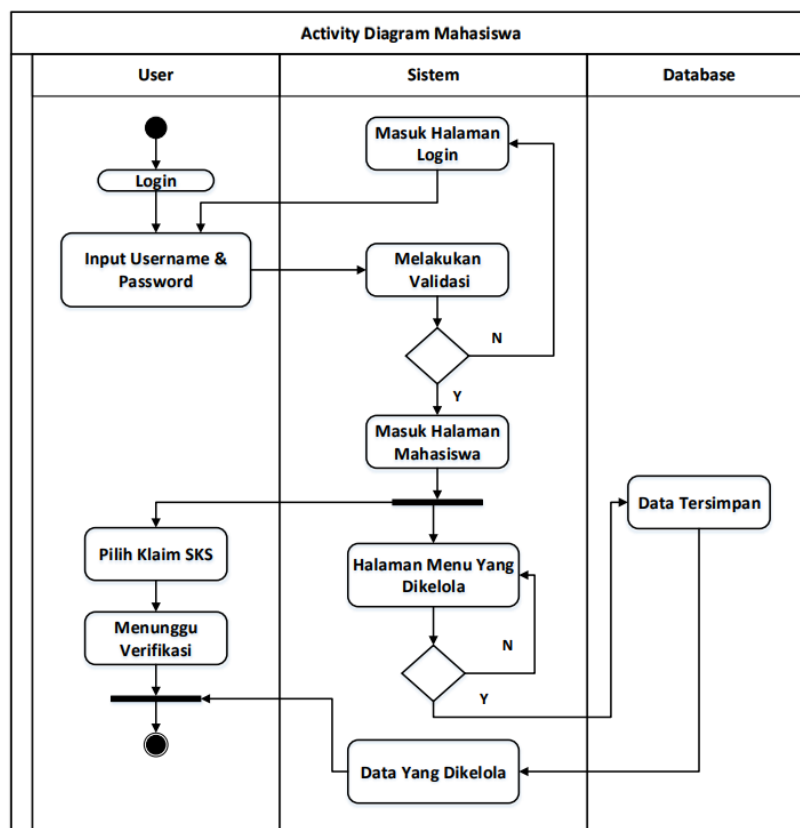 Activity Diagram Mahasiswa
User
Sistem
Database
Masuk Halaman
Login
Login
Input Username &
Password
Melakukan
Validasi
N
Y
Masuk Halaman
Mahasiswa
Data Tersimpan
Pilih Klaim SKS
Halaman Menu Yang
Dikelola
Menunggu
Verifikasi
N
Y
Data Yang Dikelola